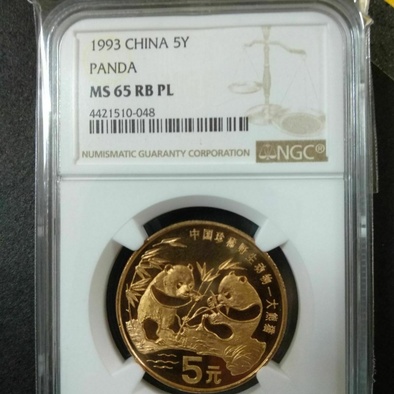 1993 CHINA 5Y
PANDA
MS 65 RB PL
4421510-048
NUMISMATIC GUARANTY CORPORATION
NGC®
中国珍稀野生动物—大熊猫
5元